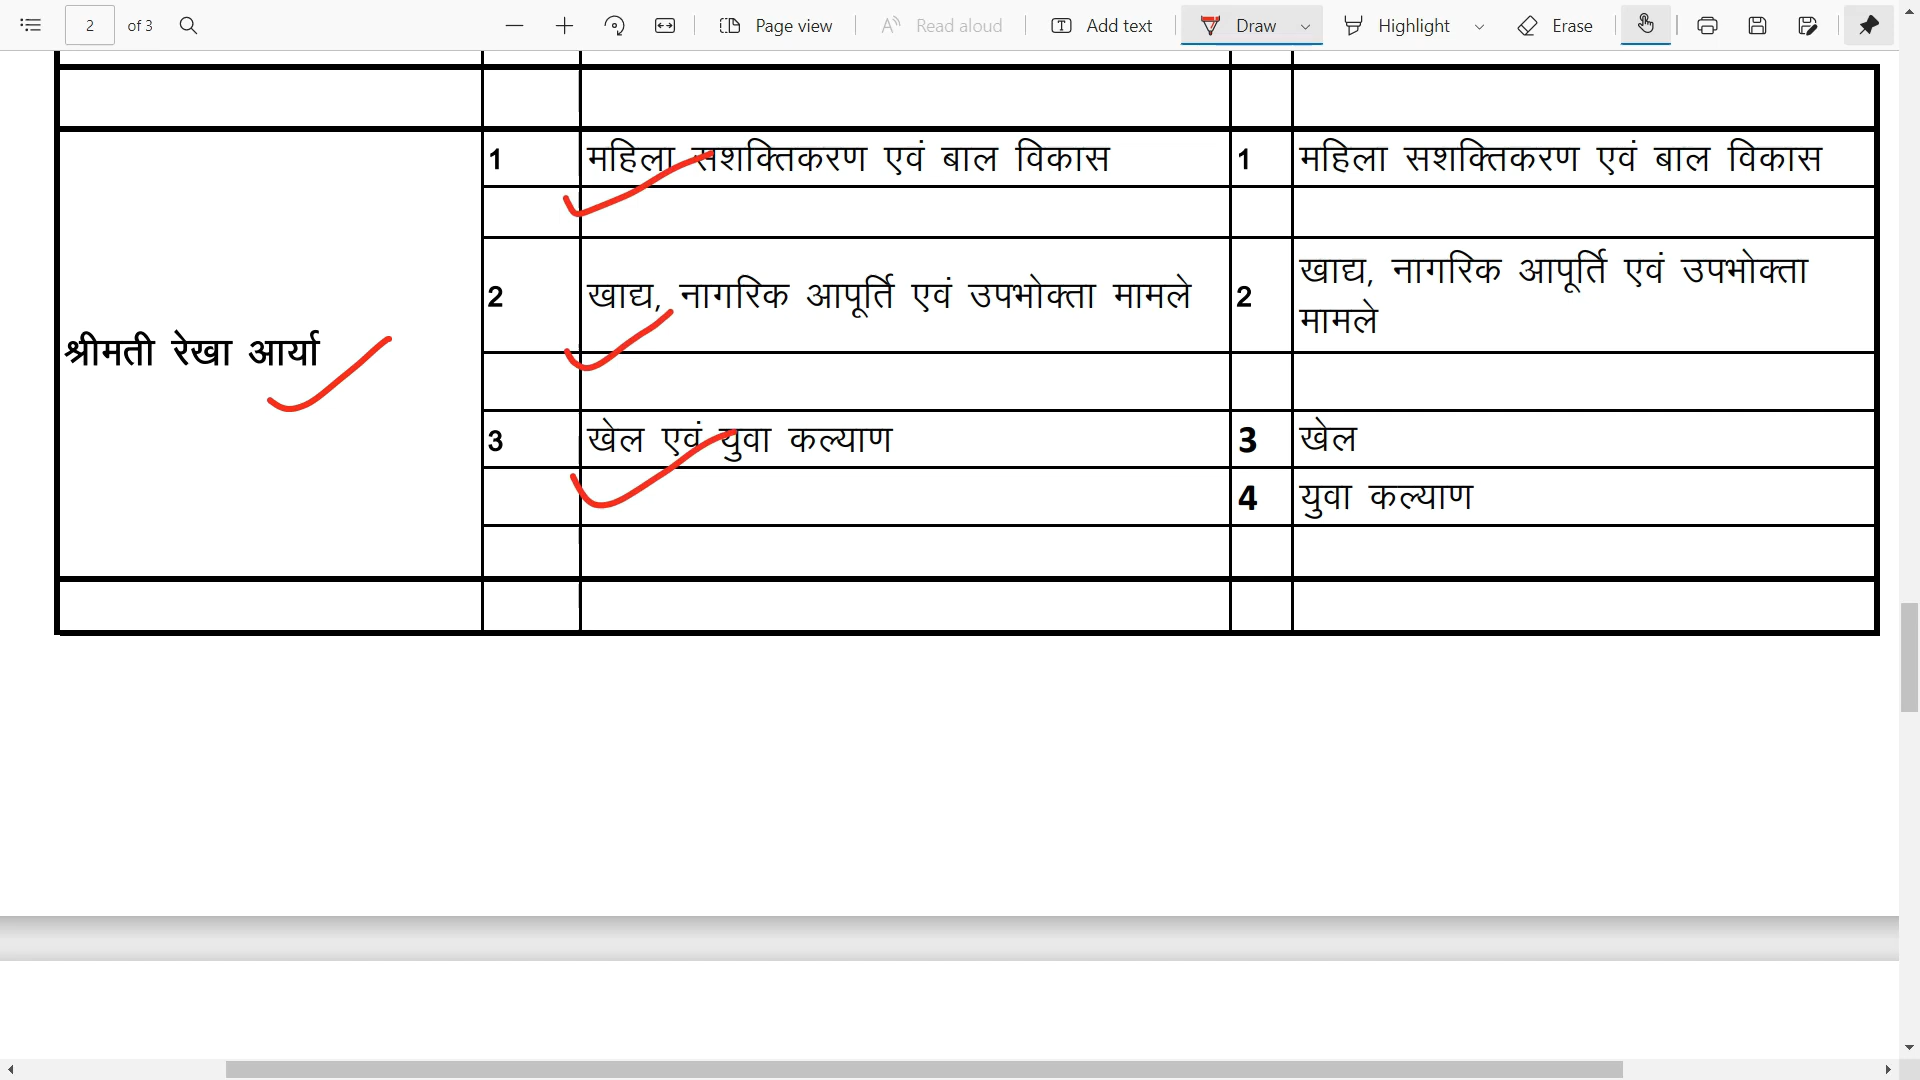 2 of 3 Page view Read aloud Add text Draw Highlight Erase
1 महिला सशक्तिकरण एवं बाल विकास 1 महिला सशक्तिकरण एवं बाल विकास
2 खाद्य, नागरिक आपूर्ति एवं उपभोक्ता मामले 2 खाद्य, नागरिक आपूर्ति एवं उपभोक्ता
मामले
श्रीमती रेखा आर्या
3 खेल एवं युवा कल्याण 3 खेल
4 युवा कल्याण